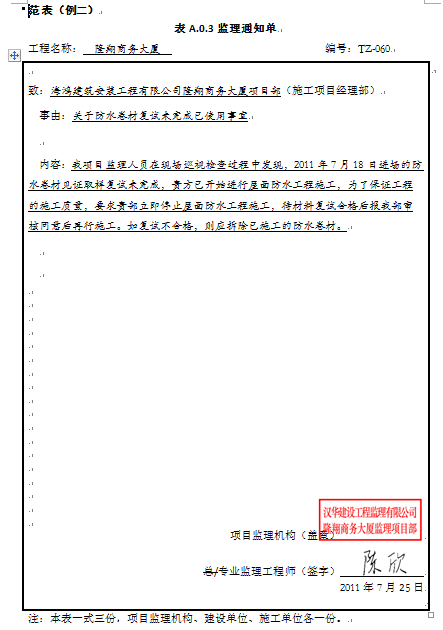 范表（例二）
表 A.0.3 监理通知单
工程名称： 隆翔商务大厦 编号：TZ-060
致：海鸿建筑安装工程有限公司隆翔商务大厦项目部（施工项目经理部）
事由：关于防水卷材复试未完成已使用事宜
内容：我项目监理人员在现场巡视检查过程中发现，2011 年 7 月 18 日进场的防
水卷材见证取样复试未完成，贵方已开始进行屋面防水工程施工，为了保证工程
的施工质量，要求贵部立即停止屋面防水工程施工，待材料复试合格后报我部审
核同意后再行施工。如复试不合格，则应拆除已施工的防水卷材。
汉华建设工程监理有限公司
隆翔商务大厦监理项目部
项目监理机构（盖章）
总/专业监理工程师（签字） 陈欣
2011 年 7 月 25 日
注：本表一式三份，项目监理机构、建设单位、施工单位各一份。